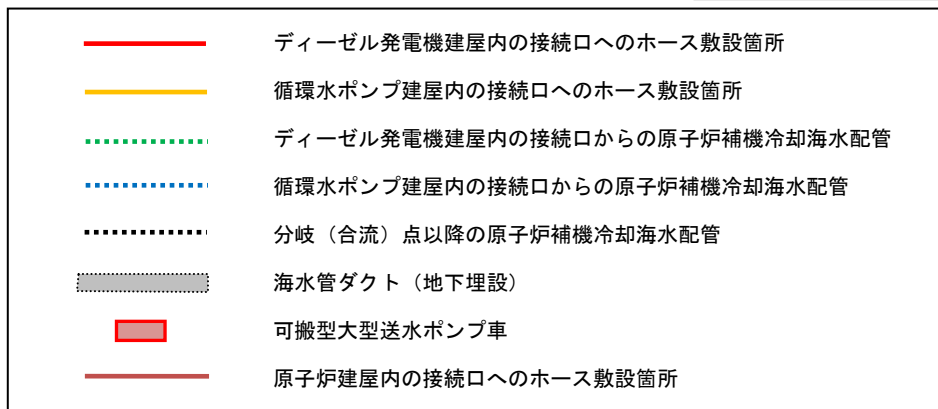 ディーゼル発電機建屋内の接続口へのホース敷設箇所
循環水ポンプ建屋内の接続口へのホース敷設箇所
ディーゼル発電機建屋内の接続口からの原子炉補機冷却海水配管
循環水ポンプ建屋内の接続口からの原子炉補機冷却海水配管
分岐（合流）点以降の原子炉補機冷却海水配管
海水管ダクト（地下埋設）
可搬型大型送水ポンプ車
原子炉建屋内の接続口へのホース敷設箇所